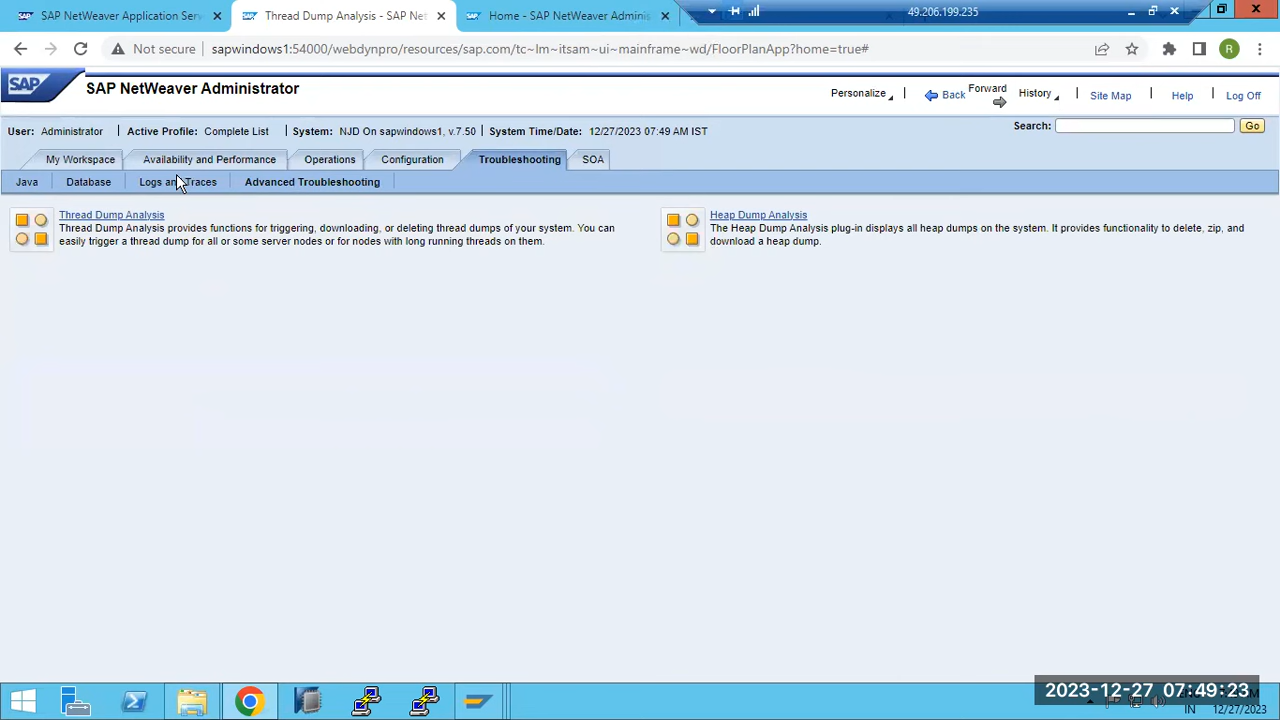 SAP NetWeaver Application Serv
Thread Dump Analysis - SAP Net
Home - SAP NetWeaver Adminis
49.206.199.235
Not secure
sapwindows1:54000/webdynpro/resources/sap.com/tc~lm~itsam~ui~mainframe~wd/FloorPlanApp?home=true#
R
SAP
SAP NetWeaver Administrator
Personalize
Back
Forward
History
Site Map
Help
Log Off
User: Administrator
Active Profile: Complete List
System: NJD On sapwindows1, v.7.50
System Time/Date: 12/27/2023 07:49 AM IST
Search:
Go
My Workspace
Availability and Performance
Operations
Configuration
Troubleshooting
SOA
Java
Database
Logs and Traces
Advanced Troubleshooting
Thread Dump Analysis
Thread Dump Analysis provides functions for triggering, downloading, or deleting thread dumps of your system. You can
easily trigger a thread dump for all or some server nodes or for nodes with long running threads on them.
Heap Dump Analysis
The Heap Dump Analysis plug-in displays all heap dumps on the system. It provides functionality to delete, zip, and
download a heap dump.
2023-12-27 07:49:23
IN
12/27/2023